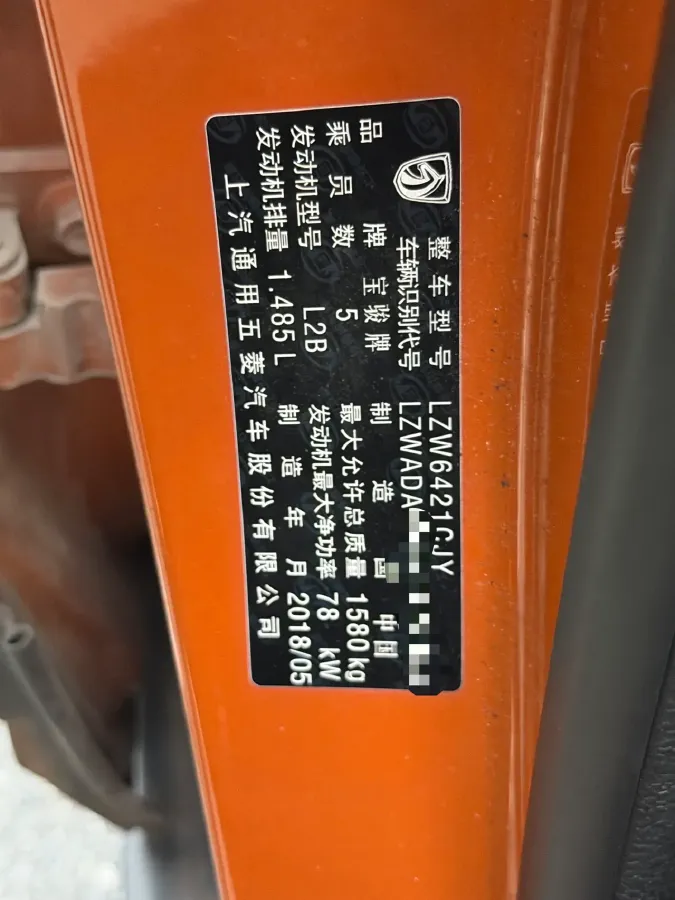 整车型号 LZW6421CJY
车辆识别代号 LZWADA
品牌 宝骏牌 制造国 中国
乘员数 5 最大允许总质量 1580kg
发动机型号 L2B 发动机最大净功率 78 kW
发动机排量 1.485L 制造年月 2018/05
上汽通用五菱汽车股份有限公司